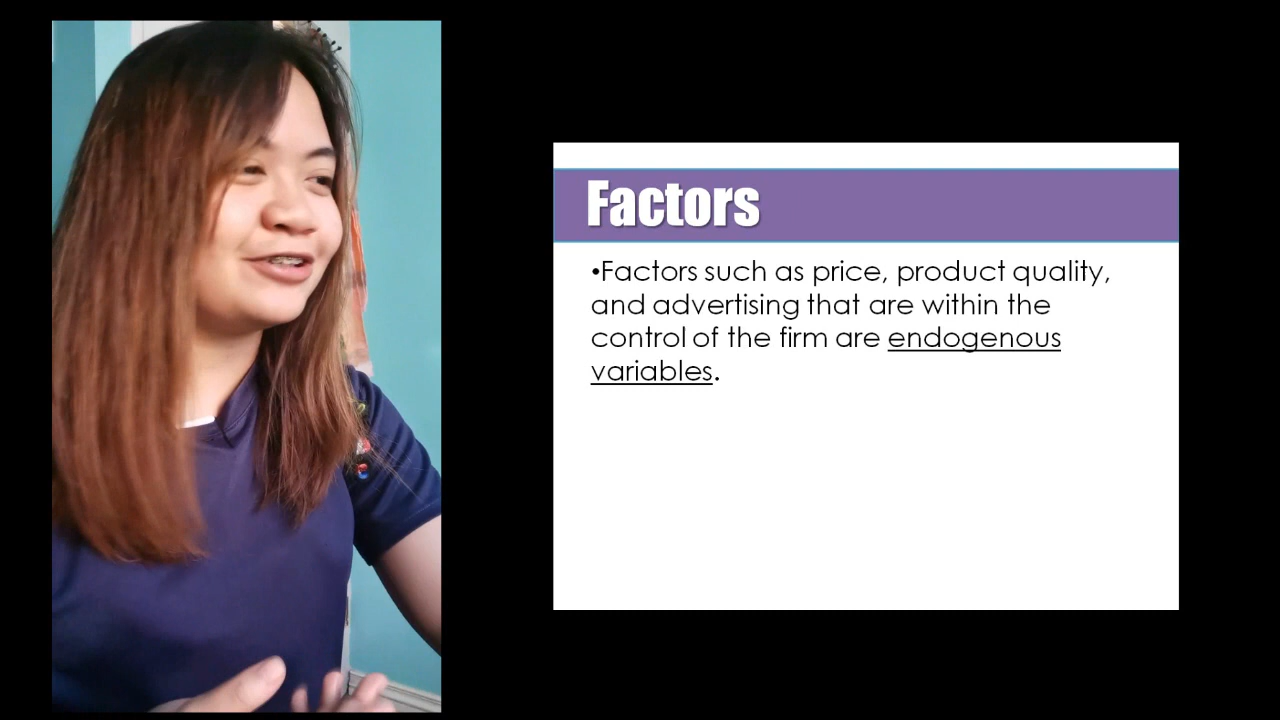 Factors
•Factors such as price, product quality,
and advertising that are within the
control of the firm are endogenous
variables.